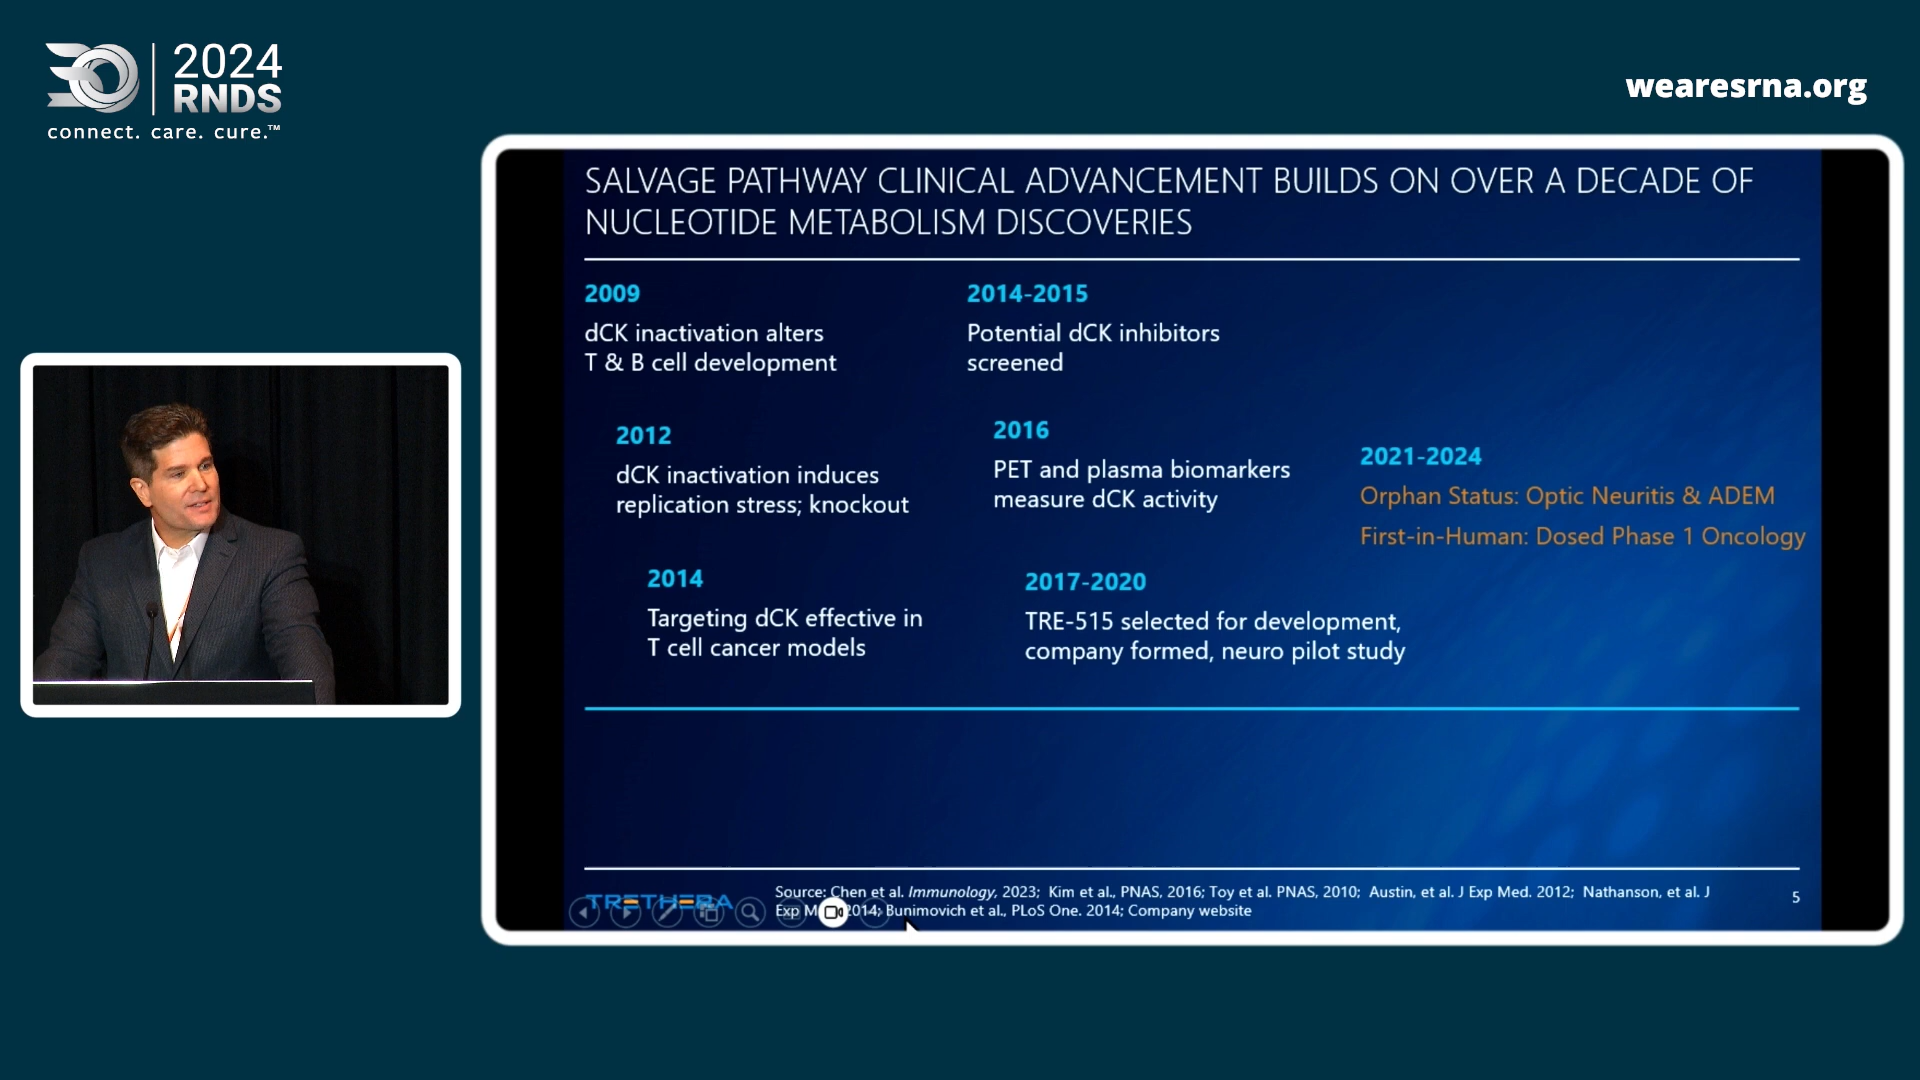 2024
RNDS
connect. care. cure.™
wearesrna.org
SALVAGE PATHWAY CLINICAL ADVANCEMENT BUILDS ON OVER A DECADE OF
NUCLEOTIDE METABOLISM DISCOVERIES
2009
dCK inactivation alters
T & B cell development
2012
dCK inactivation induces
replication stress; knockout
2014
Targeting dCK effective in
T cell cancer models
2014-2015
Potential dCK inhibitors
screened
2016
PET and plasma biomarkers
measure dCK activity
2017-2020
TRE-515 selected for development,
company formed, neuro pilot study
2021-2024
Orphan Status: Optic Neuritis & ADEM
First-in-Human: Dosed Phase 1 Oncology
TRETHERA
Source: Chen et al. Immunology, 2023; Kim et al., PNAS, 2016; Toy et al. PNAS, 2010; Austin, et al. J Exp Med. 2012; Nathanson, et al. J
Exp 2014; Bunimovich et al., PLoS One. 2014; Company website
5